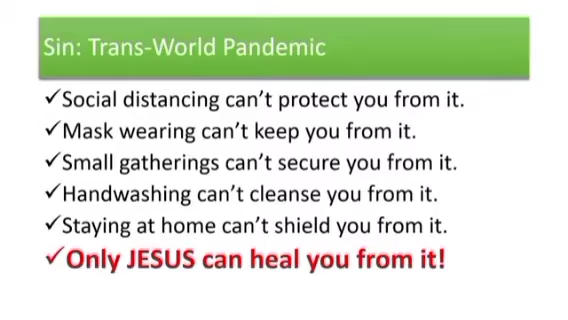 Sin: Trans-World Pandemic
✓Social distancing can’t protect you from it.
✓Mask wearing can’t keep you from it.
✓Small gatherings can’t secure you from it.
✓Handwashing can’t cleanse you from it.
✓Staying at home can’t shield you from it.
✓Only JESUS can heal you from it!